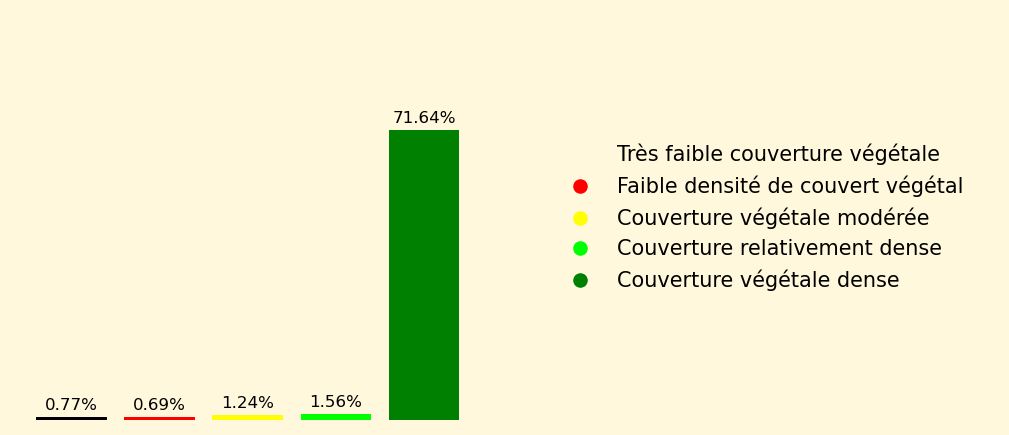 71.64%
0.77%
0.69%
1.24%
1.56%
Très faible couverture végétale
Faible densité de couvert végétal
Couverture végétale modérée
Couverture relativement dense
Couverture végétale dense